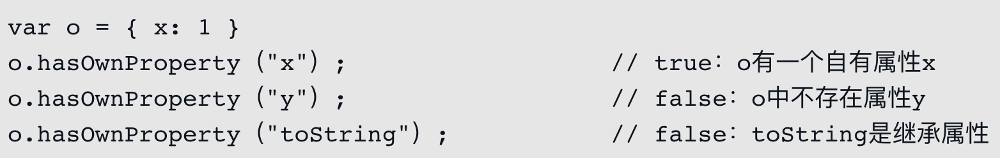 var o = { x: 1 }
o.hasOwnProperty ("x") ; // true: o有一个自有属性x
o.hasOwnProperty ("y") ; // false: o中不存在属性y
o.hasOwnProperty ("toString") ; // false: toString是继承属性